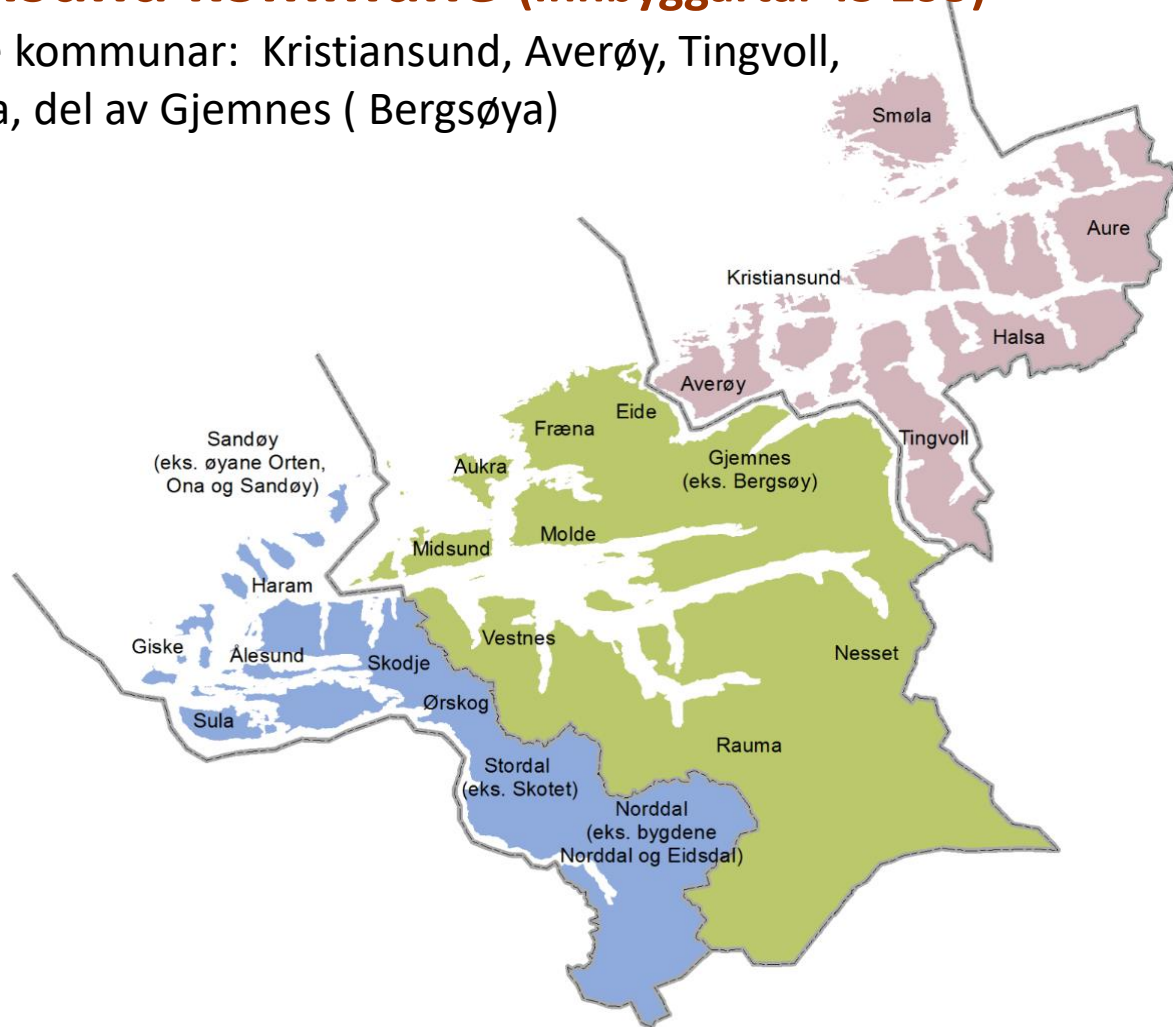 kommunar: Kristiansund, Averøy, Tingvoll,
del av Gjemnes ( Bergsøya)
Smøla
Aure
Kristiansund
Halsa
Averøy
Eide
Fræna
Tingvoll
Sandøy
(eks. øyane Orten,
Ona og Sandøy)
Gjemnes
(eks. Bergsøy)
Aukra
Molde
Midsund
Haram
Vestnes
Giske
Ålesund
Skodje
Nesset
Ørskog
Sula
Rauma
Stordal
(eks. Skotet)
Norddal
(eks. bygdene
Norddal og Eidsdal)